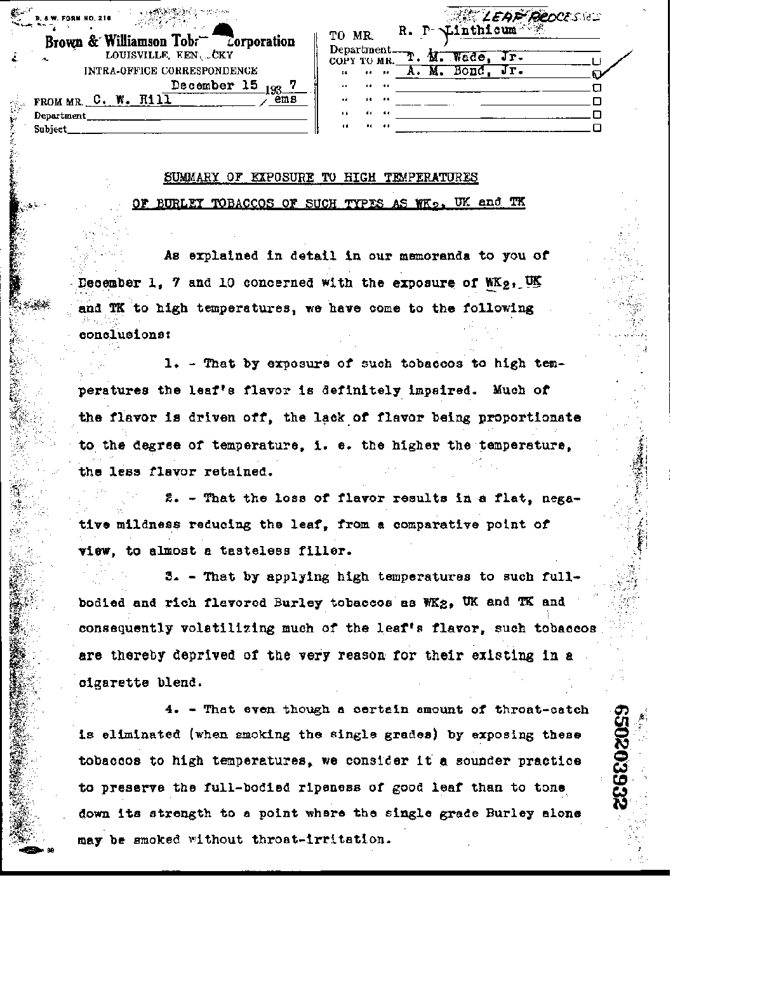 B. & W. FORM NO. 216
LEAF PROCESSING
Brown & Williamson Corporation
LOUISVILLE,
INTRA-OFFICE CORRESPONDENCE
December 15 193 7
FROM MR. C. W. Hill / ems
Department
Subject
TO MR. R. P. Linthicum
Department
COPY TO MR. T. M. Wade, Jr.
" " " A. M. Bond, Jr.
" " "
" " "
" " "
" " "
SUMMARY OF EXPOSURE TO HIGH TEMPERATURES
OF BURLEY TOBACCOS OF SUCH TYPES AS WK2, UK and TK
As explained in detail in our memoranda to you of
December 1, 7 and 10 concerned with the exposure of WK2, UK
and TK to high temperatures, we have come to the following
conclusions:
1. - That by exposure of such tobaccos to high tem-
peratures the leaf's flavor is definitely impaired. Much of
the flavor is driven off, the lack of flavor being proportionate
to the degree of temperature, i. e. the higher the temperature,
the less flavor retained.
2. - That the loss of flavor results in a flat, nega-
tive mildness reducing the leaf, from a comparative point of
view, to almost a tasteless filler.
3. - That by applying high temperatures to such full-
bodied and rich flavored Burley tobaccos as WK2, UK and TK and
consequently volatilizing much of the leaf's flavor, such tobaccos
are thereby deprived of the very reason for their existing in a
cigarette blend.
4. - That even though a certain amount of throat-catch
is eliminated (when smoking the single grades) by exposing these
tobaccos to high temperatures, we consider it a sounder practice
to preserve the full-bodied ripeness of good leaf than to tone
down its strength to a point where the single grade Burley alone
may be smoked without throat-irritation.
650203932